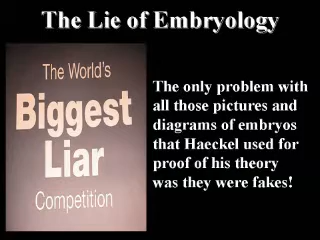 The Lie of Embryology
The World's
Biggest
Liar
Competition
The only problem with
all those pictures and
diagrams of embryos
that Haeckel used for
proof of his theory
was they were fakes!